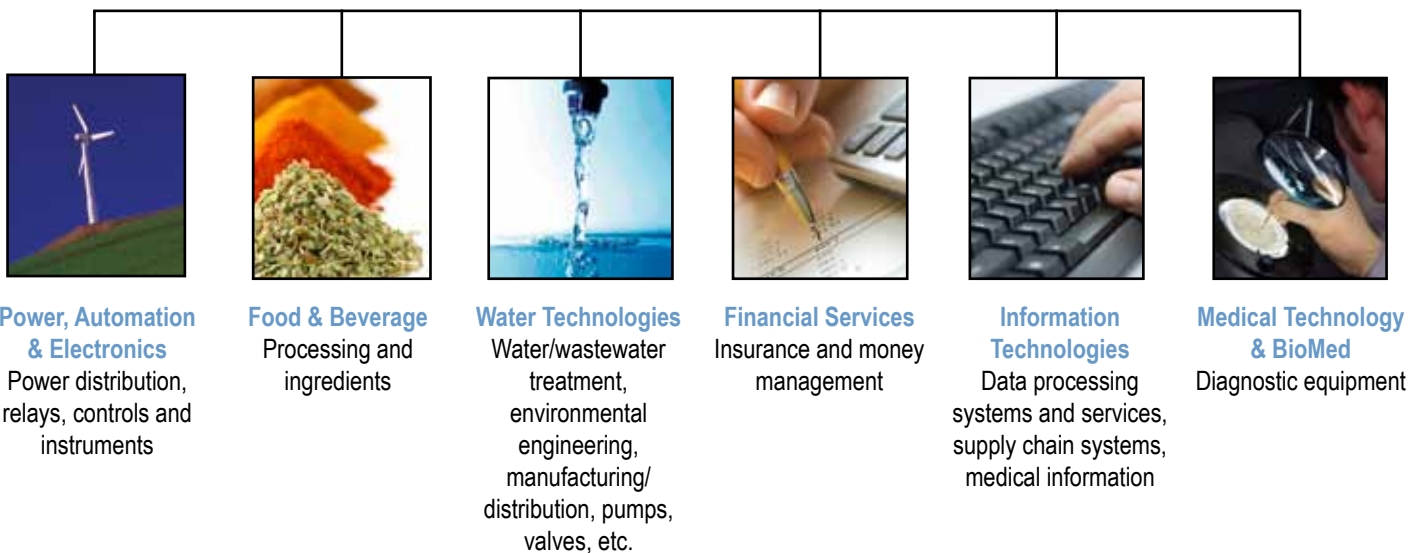 Power, Automation
& Electronics
Power distribution,
relays, controls and
instruments
Food & Beverage
Processing and
ingredients
Water Technologies
Water/wastewater
treatment,
environmental
engineering,
manufacturing/
distribution, pumps,
valves, etc.
Financial Services
Insurance and money
management
Information
Technologies
Data processing
systems and services,
supply chain systems,
medical information
Medical Technology
& BioMed
Diagnostic equipment